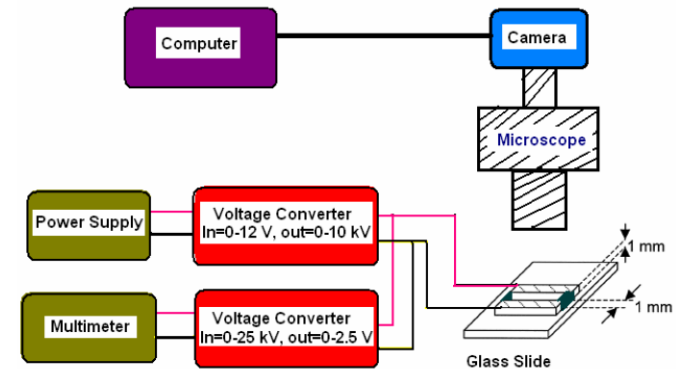 Computer
Camera
Microscope
Power Supply
Voltage Converter
In=0-12 V, out=0-10 kV
1 mm
1 mm
Multimeter
Voltage Converter
In=0-25 kV, out=0-2.5 V
Glass Slide